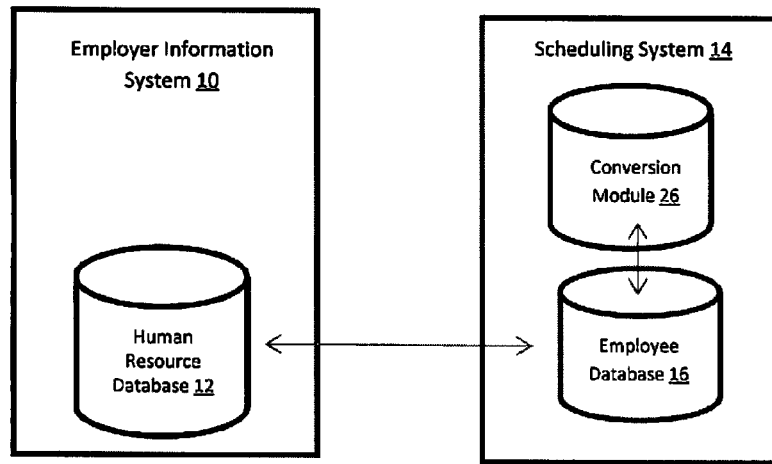 Employer Information
System 10
Human
Resource
Database 12
Scheduling System 14
Conversion
Module 26
Employee
Database 16